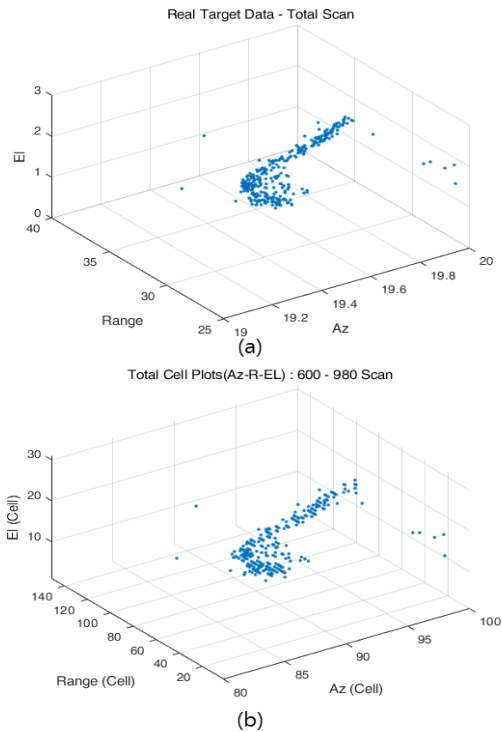 Real Target Data - Total Scan
3
2
1
0
El
40
35
30
25
Range
19
19.2
19.4
19.6
19.8
20
Az
(a)
Total Cell Plots(Az-R-EL) : 600 - 980 Scan
30
20
10
El (Cell)
140
120
100
80
60
40
20
Range (Cell)
80
85
90
95
100
Az (Cell)
(b)